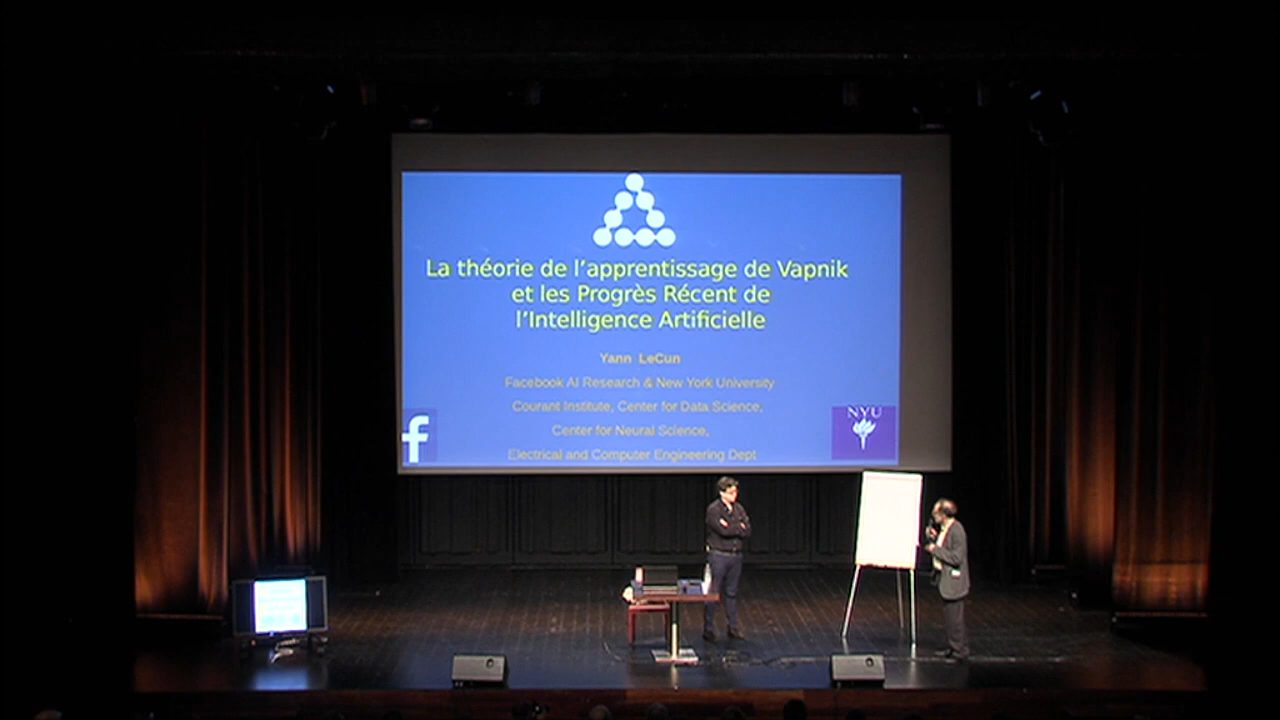 La théorie de l'apprentissage de Vapnik
et les Progrès Récent de
l'Intelligence Artificielle
Yann LeCun
Facebook AI Research & New York University
Courant Institute, Center for Data Science,
Center for Neural Science,
Electrical and Computer Engineering Dept
f
NYU